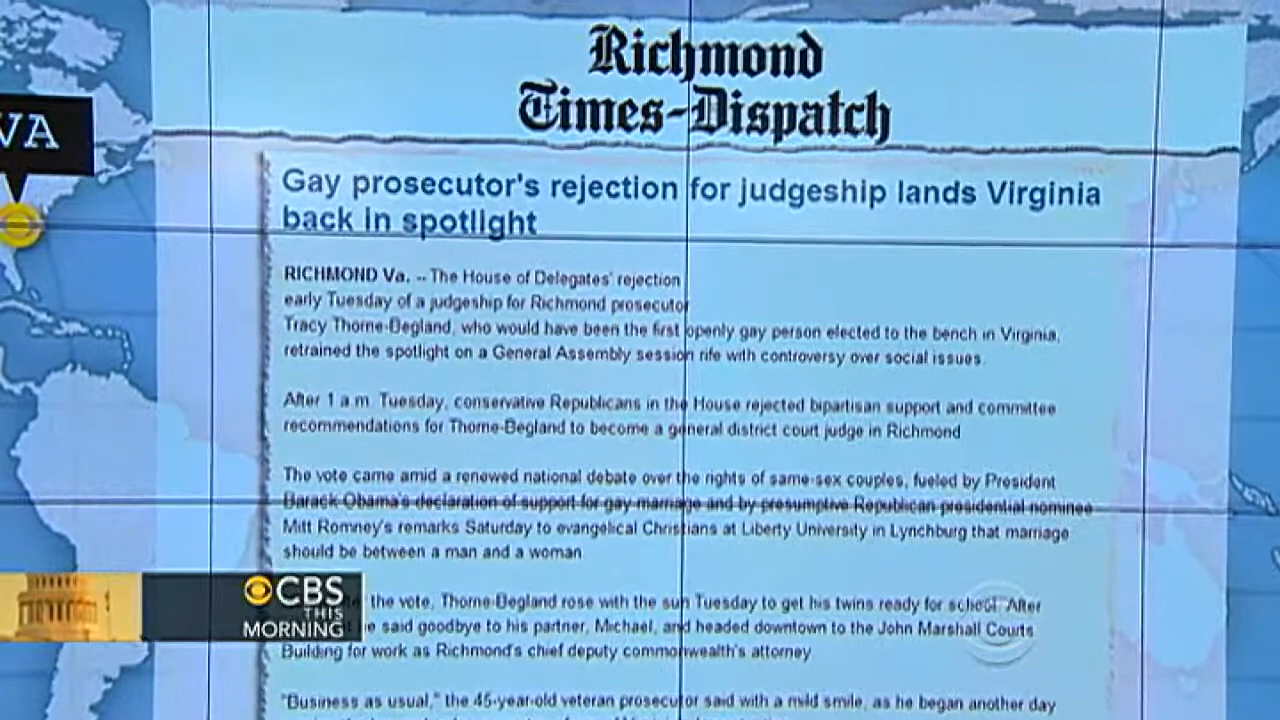 Richmond
Times-Dispatch
VA
Gay prosecutor's rejection for judgeship lands Virginia
back in spotlight
RICHMOND Va. -- The House of Delegates' rejection
early Tuesday of a judgeship for Richmond prosecutor
Tracy Thorne-Begland, who would have been the first openly gay person elected to the bench in Virginia,
retrained the spotlight on a General Assembly session rife with controversy over social issues.
After 1 a.m. Tuesday, conservative Republicans in the House rejected bipartisan support and committee
recommendations for Thorne-Begland to become a general district court judge in Richmond
The vote came amid a renewed national debate over the rights of same-sex couples, fueled by President
Barack Obama's declaration of support for gay marriage and by presumptive Republican presidential nominee
Mitt Romney's remarks Saturday to evangelical Christians at Liberty University in Lynchburg that marriage
should be between a man and a woman
the vote, Thorne-Begland rose with the sun Tuesday to get his twins ready for school. After
said goodbye to his partner, Michael, and headed downtown to the John Marshall Courts
Building for work as Richmond's chief deputy commonwealth's attorney
"Business as usual," the 45-year-old veteran prosecutor said with a mild smile, as he began another day
CBS
THIS
MORNING